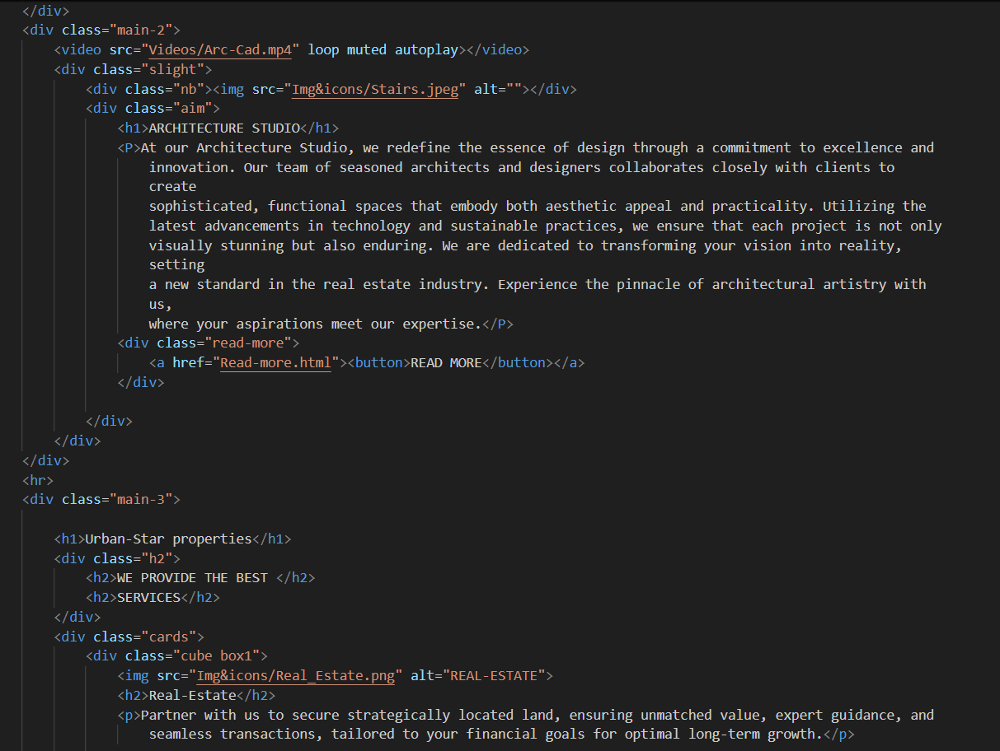 </div>
<div class="main-2">
<video src="Videos/Arc-Cad.mp4" loop muted autoplay></video>
<div class="slight">
<div class="nb"><img src="Img&icons/Stairs.jpeg" alt=""></div>
<div class="aim">
<h1>ARCHITECTURE STUDIO</h1>
<P>At our Architecture Studio, we redefine the essence of design through a commitment to excellence and
innovation. Our team of seasoned architects and designers collaborates closely with clients to
create
sophisticated, functional spaces that embody both aesthetic appeal and practicality. Utilizing the
latest advancements in technology and sustainable practices, we ensure that each project is not only
visually stunning but also enduring. We are dedicated to transforming your vision into reality,
setting
a new standard in the real estate industry. Experience the pinnacle of architectural artistry with
us,
where your aspirations meet our expertise.</P>
<div class="read-more">
<a href="Read-more.html"><button>READ MORE</button></a>
</div>
</div>
</div>
</div>
<hr>
<div class="main-3">
<h1>Urban-Star properties</h1>
<div class="h2">
<h2>WE PROVIDE THE BEST </h2>
<h2>SERVICES</h2>
</div>
<div class="cards">
<div class="cube box1">
<img src="Img&icons/Real_Estate.png" alt="REAL-ESTATE">
<h2>Real-Estate</h2>
<p>Partner with us to secure strategically located land, ensuring unmatched value, expert guidance, and
seamless transactions, tailored to your financial goals for optimal long-term growth.</p>